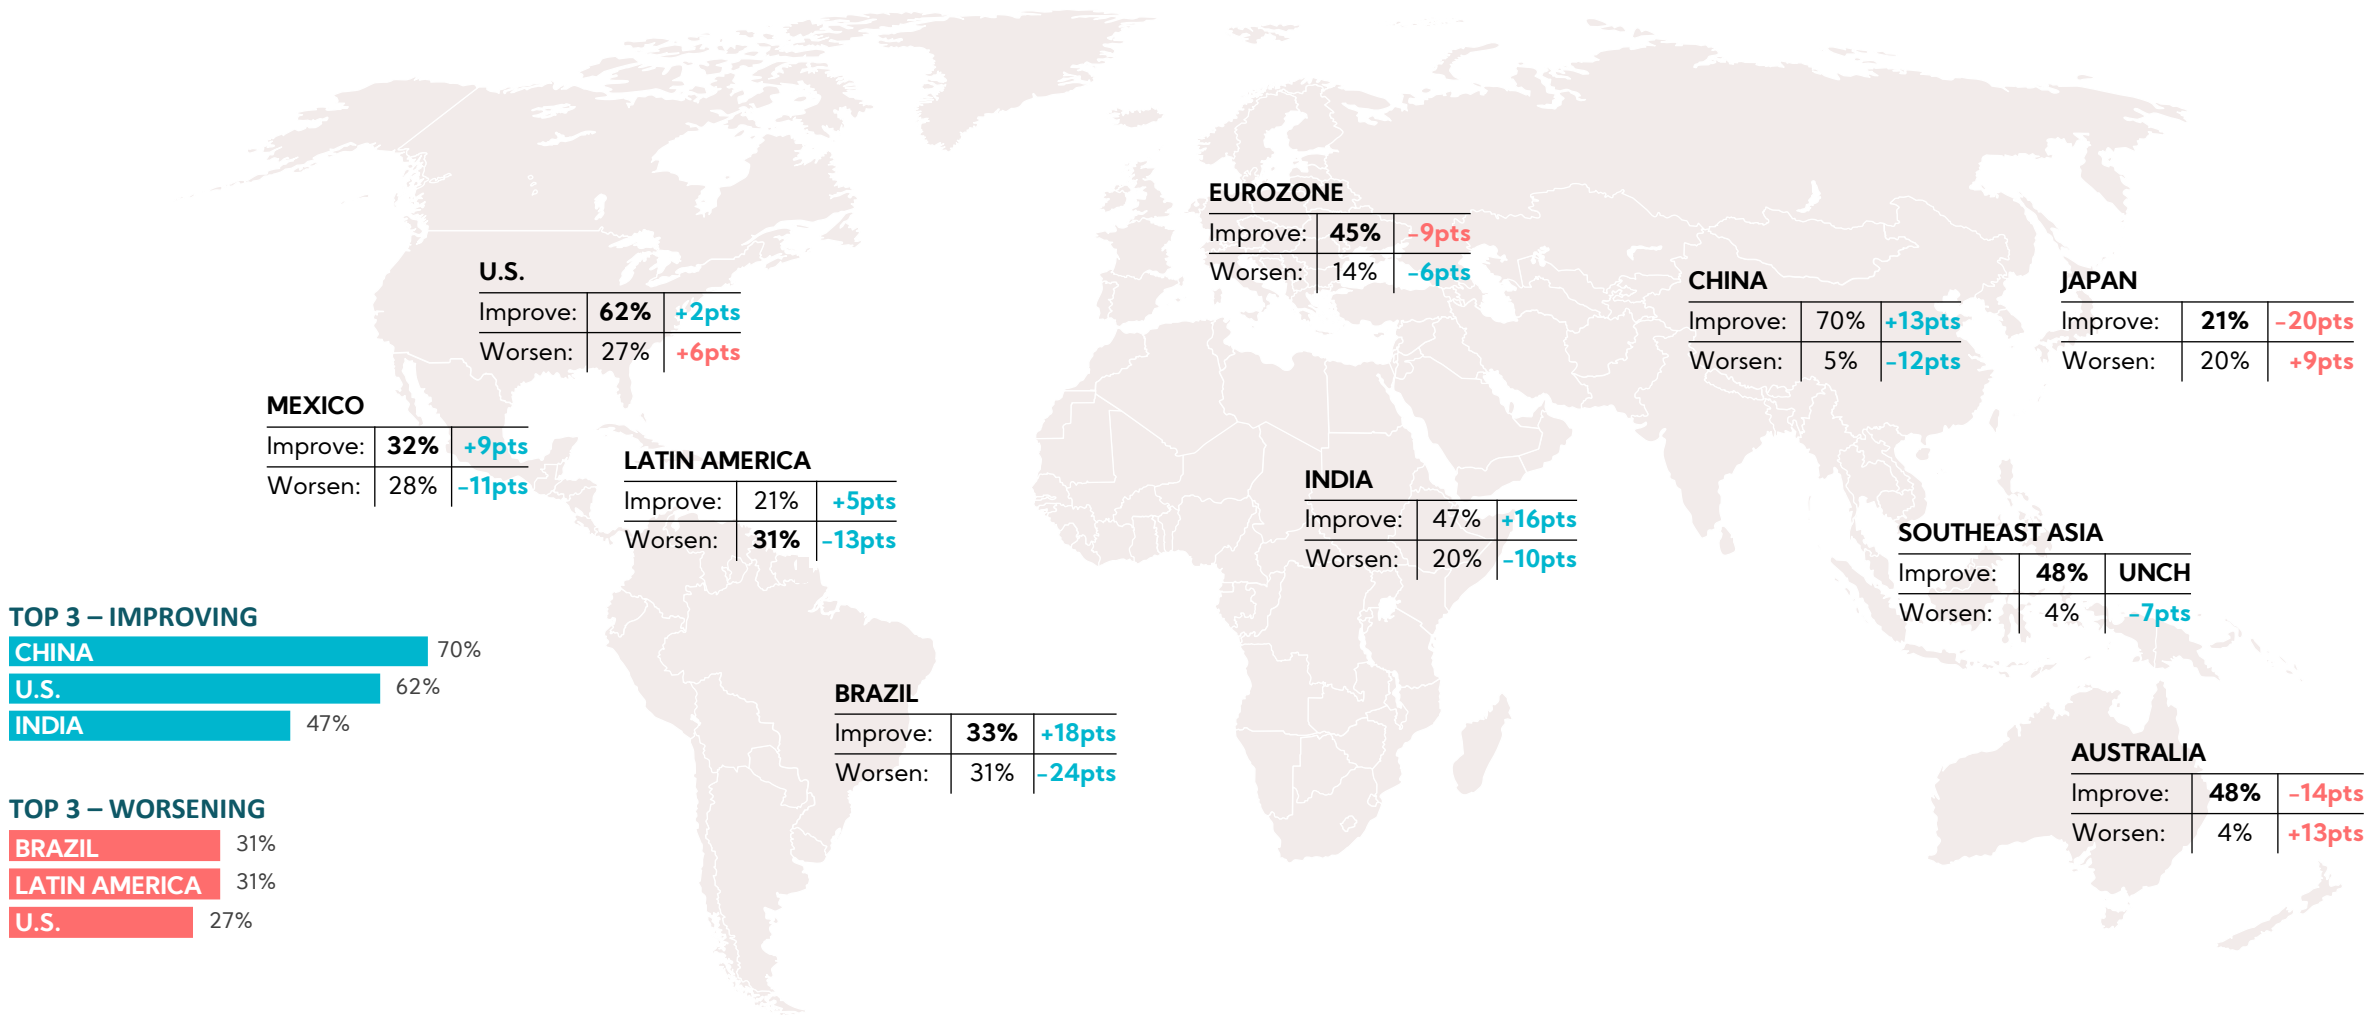 EUROZONE
Improve: 45% -9pts
Worsen: 14% -6pts
U.S.
Improve: 62% +2pts
Worsen: 27% +6pts
CHINA
Improve: 70% +13pts
Worsen: 5% -12pts
JAPAN
Improve: 21% -20pts
Worsen: 20% +9pts
MEXICO
Improve: 32% +9pts
Worsen: 28% -11pts
LATIN AMERICA
Improve: 21% +5pts
Worsen: 31% -13pts
INDIA
Improve: 47% +16pts
Worsen: 20% -10pts
SOUTHEAST ASIA
Improve: 48% UNCH
Worsen: 4% -7pts
TOP 3 – IMPROVING
CHINA 70%
U.S. 62%
INDIA 47%
BRAZIL
Improve: 33% +18pts
Worsen: 31% -24pts
AUSTRALIA
Improve: 48% -14pts
Worsen: 4% +13pts
TOP 3 – WORSENING
BRAZIL 31%
LATIN AMERICA 31%
U.S. 27%